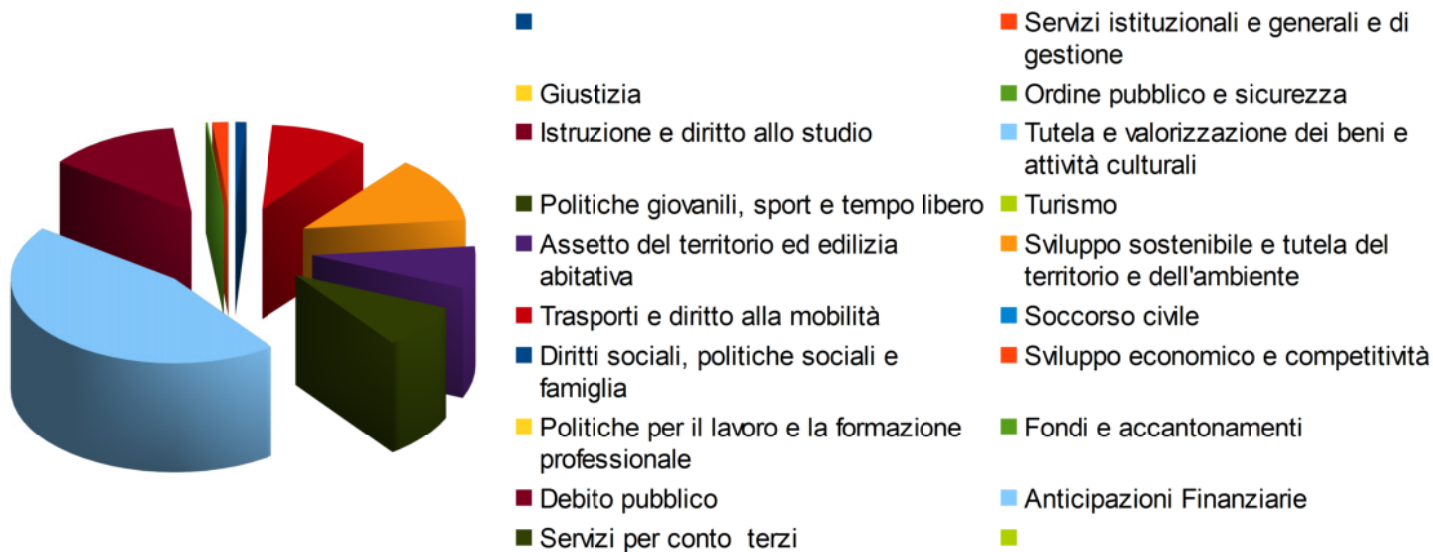 Servizi istituzionali e generali e di
gestione
Giustizia
Ordine pubblico e sicurezza
Istruzione e diritto allo studio
Tutela e valorizzazione dei beni e
attività culturali
Politiche giovanili, sport e tempo libero
Turismo
Assetto del territorio ed edilizia
abitativa
Sviluppo sostenibile e tutela del
territorio e dell'ambiente
Trasporti e diritto alla mobilità
Soccorso civile
Diritti sociali, politiche sociali e
famiglia
Sviluppo economico e competitività
Politiche per il lavoro e la formazione
professionale
Fondi e accantonamenti
Debito pubblico
Anticipazioni Finanziarie
Servizi per conto  terzi